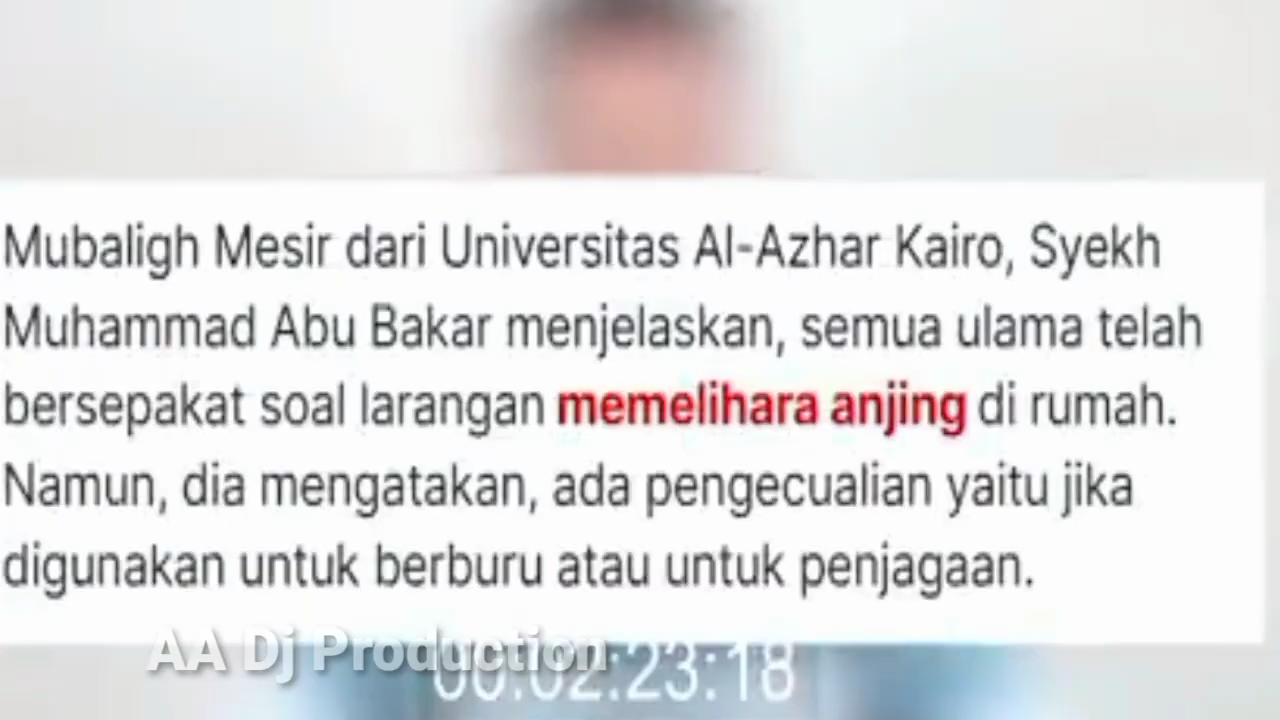 Mubaligh Mesir dari Universitas Al-Azhar Kairo, Syekh
Muhammad Abu Bakar menjelaskan, semua ulama telah
bersepakat soal larangan memelihara anjing di rumah.
Namun, dia mengatakan, ada pengecualian yaitu jika
digunakan untuk berburu atau untuk penjagaan.
AA Dj Production
00:02:23:18